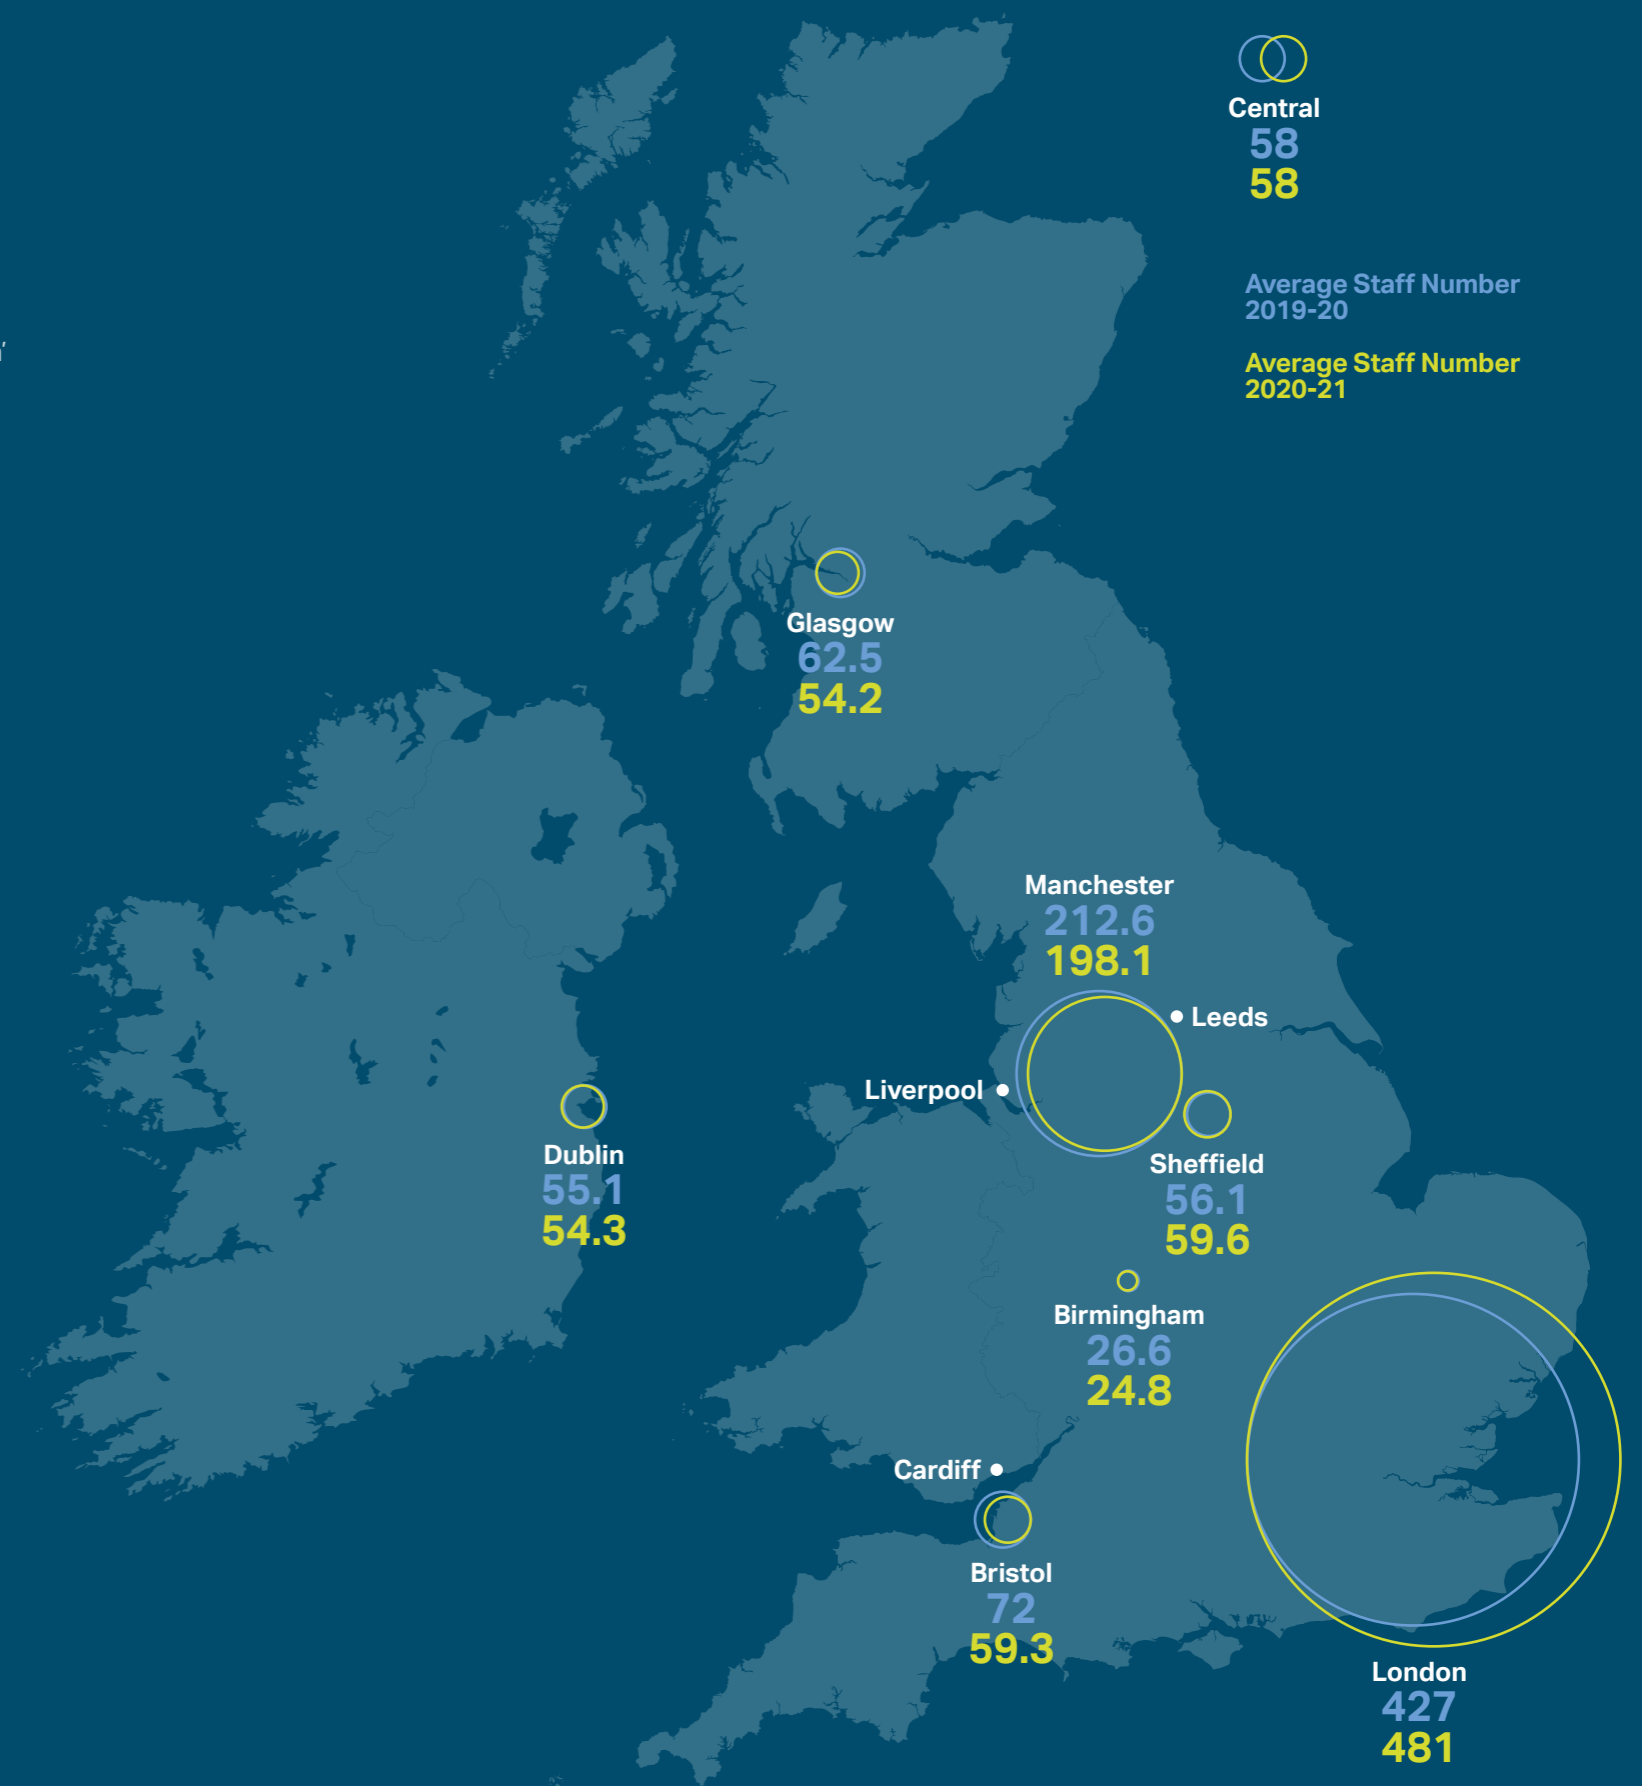 Central
58
58
Average Staff Number
2019-20
Average Staff Number
2020-21
Glasgow
62.5
54.2
Manchester
212.6
198.1
Leeds
Liverpool
Dublin
55.1
54.3
Sheffield
56.1
59.6
Birmingham
26.6
24.8
Cardiff
Bristol
72
59.3
London
427
481